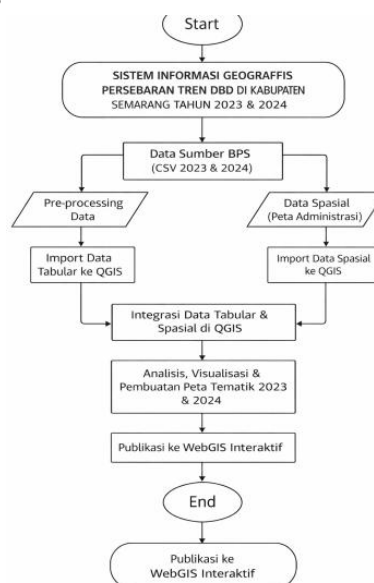 Start
SISTEM INFORMASI GEOGRAFFIS
PERSEBARAN TREN DBD DI KABUPATEN
SEMARANG TAHUN 2023 & 2024
Data Sumber BPS
(CSV 2023 & 2024)
Pre-processing
Data
Data Spasial
(Peta Administrasi)
Import Data
Tabular ke QGIS
Import Data Spasial
ke QGIS
Integrasi Data Tabular &
Spasial di QGIS
Analisis, Visualisasi &
Pembuatan Peta Tematik 2023
& 2024
Publikasi ke WebGIS Interaktif
End
Publikasi ke
WebGIS Interaktif